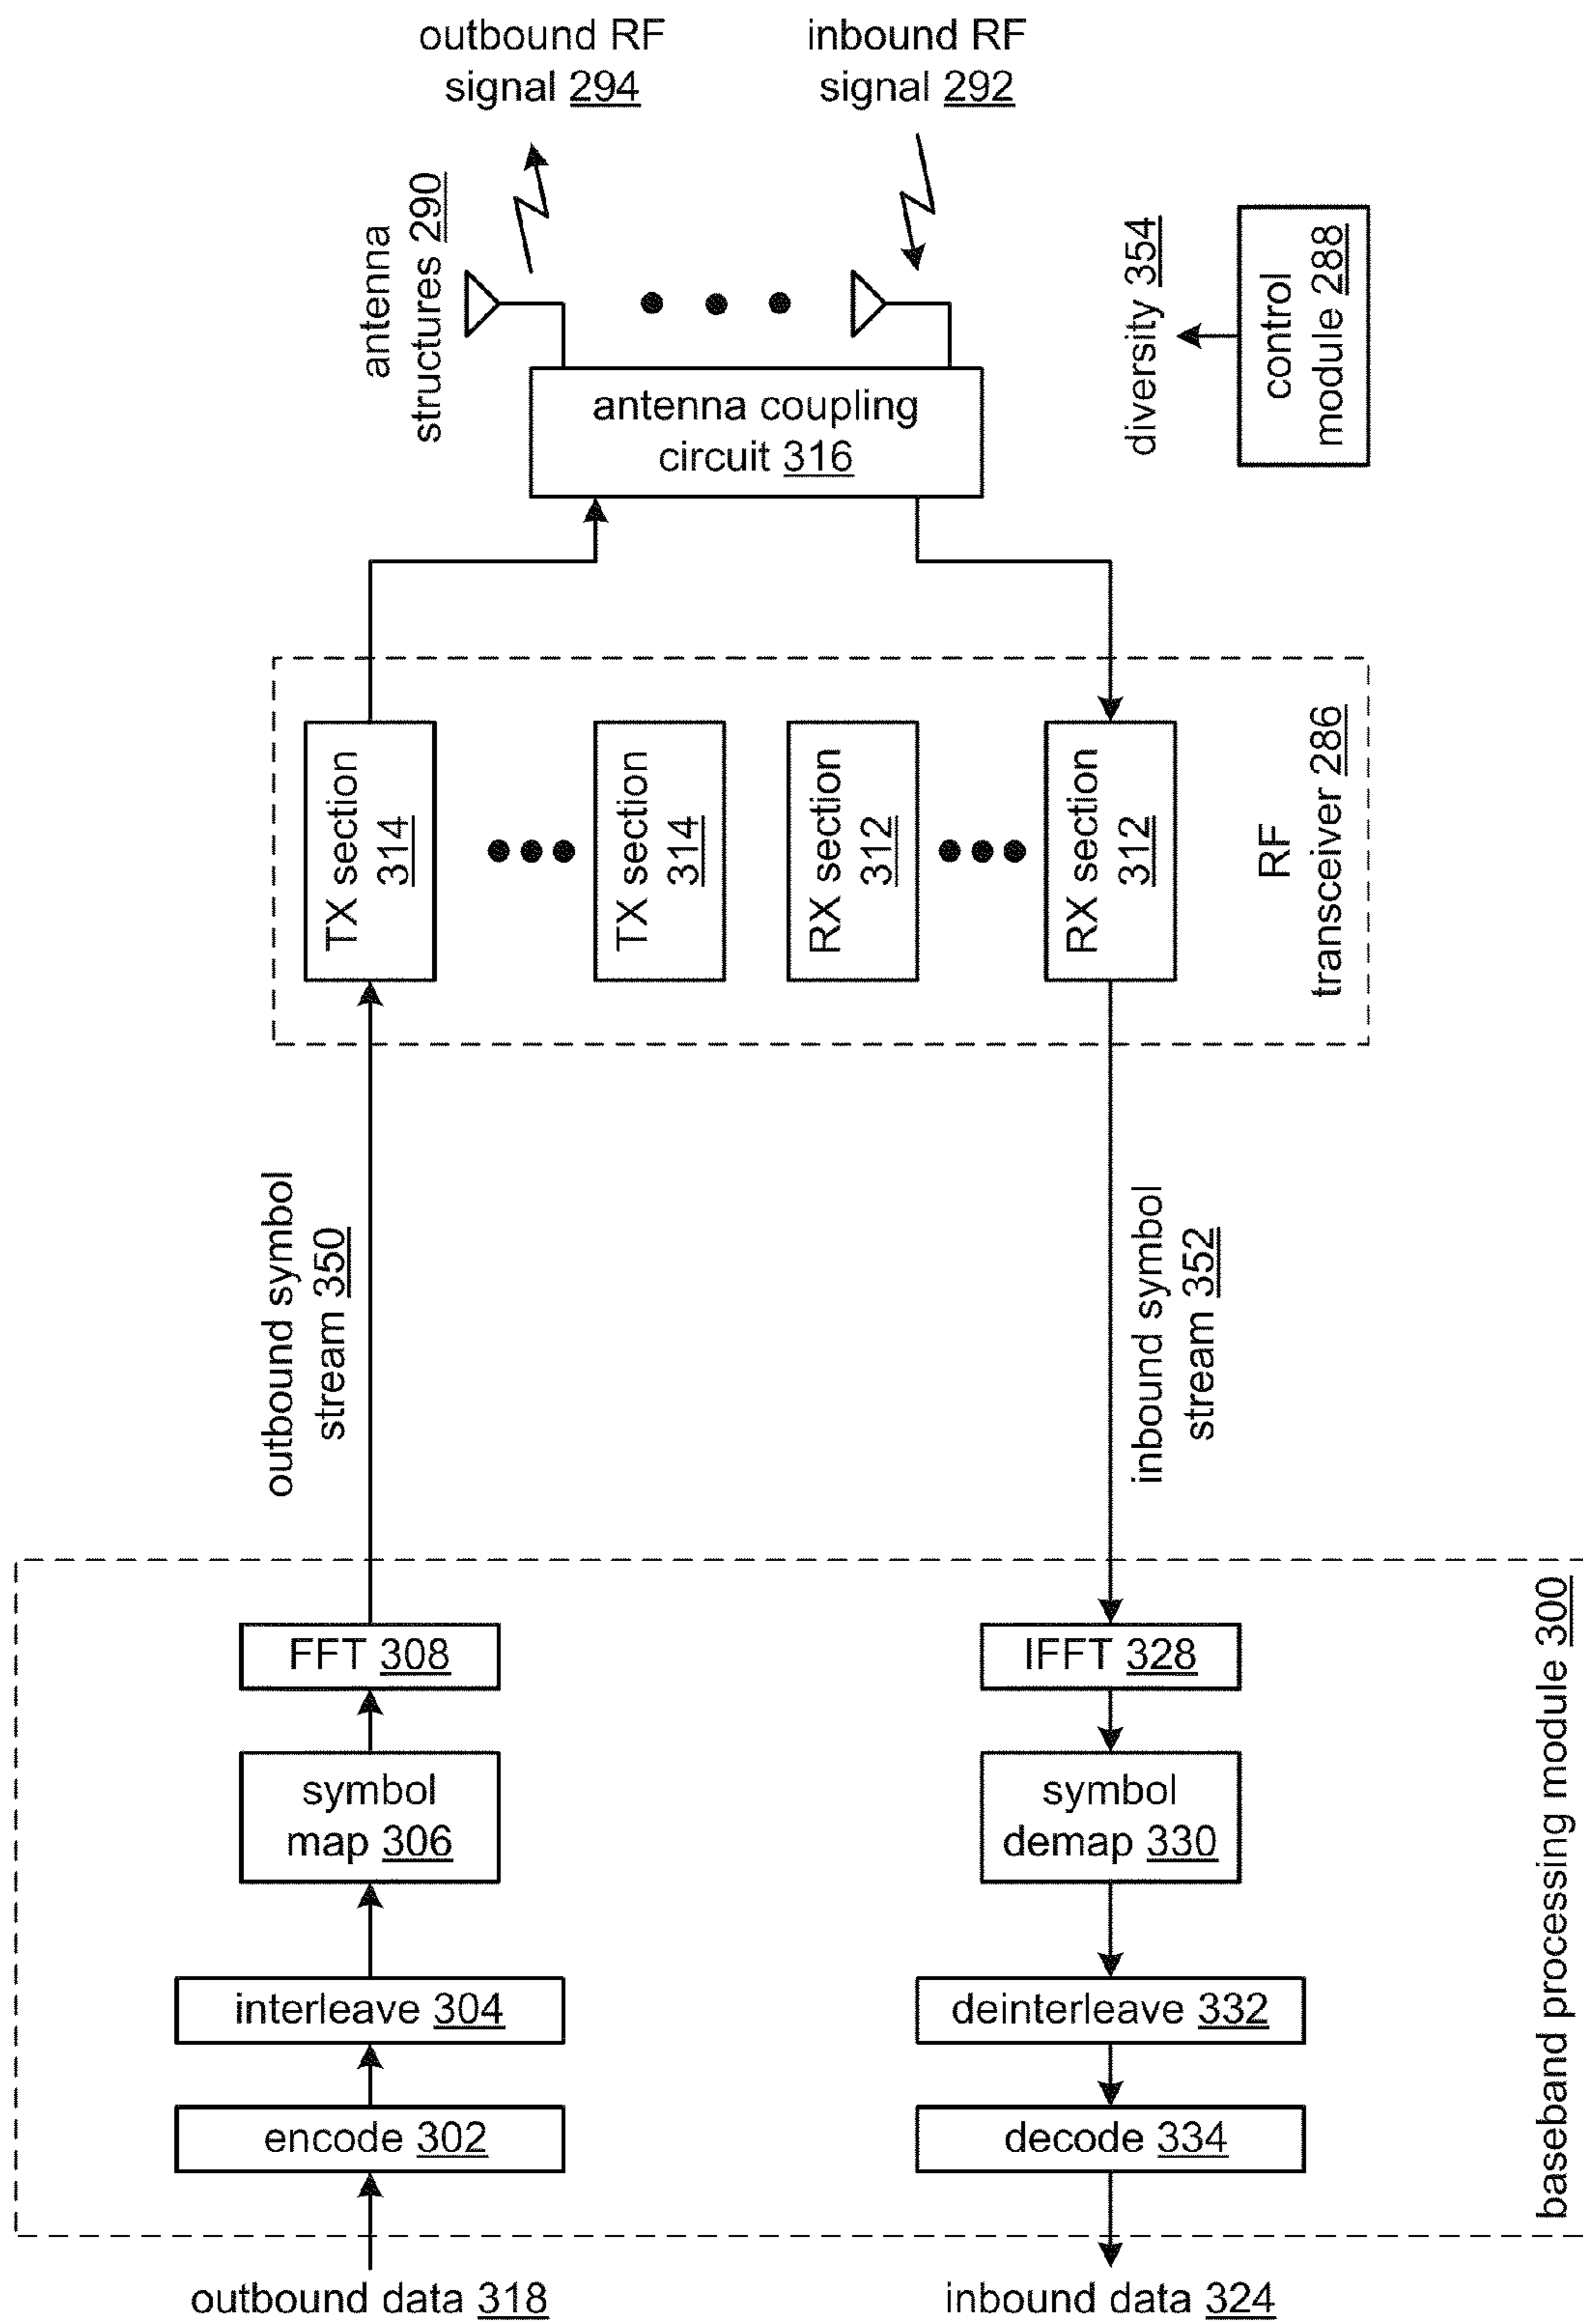 outbound RF
signal 294
inbound RF
signal 292
antenna
structures 290
antenna coupling
circuit 316
diversity 354
control
module 288
TX section
314
TX section
314
RX section
312
RX section
312
RF
transceiver 286
outbound symbol
stream 350
inbound symbol
stream 352
FFT 308
IFFT 328
symbol
map 306
symbol
demap 330
interleave 304
deinterleave 332
encode 302
decode 334
baseband processing module 300
outbound data 318
inbound data 324